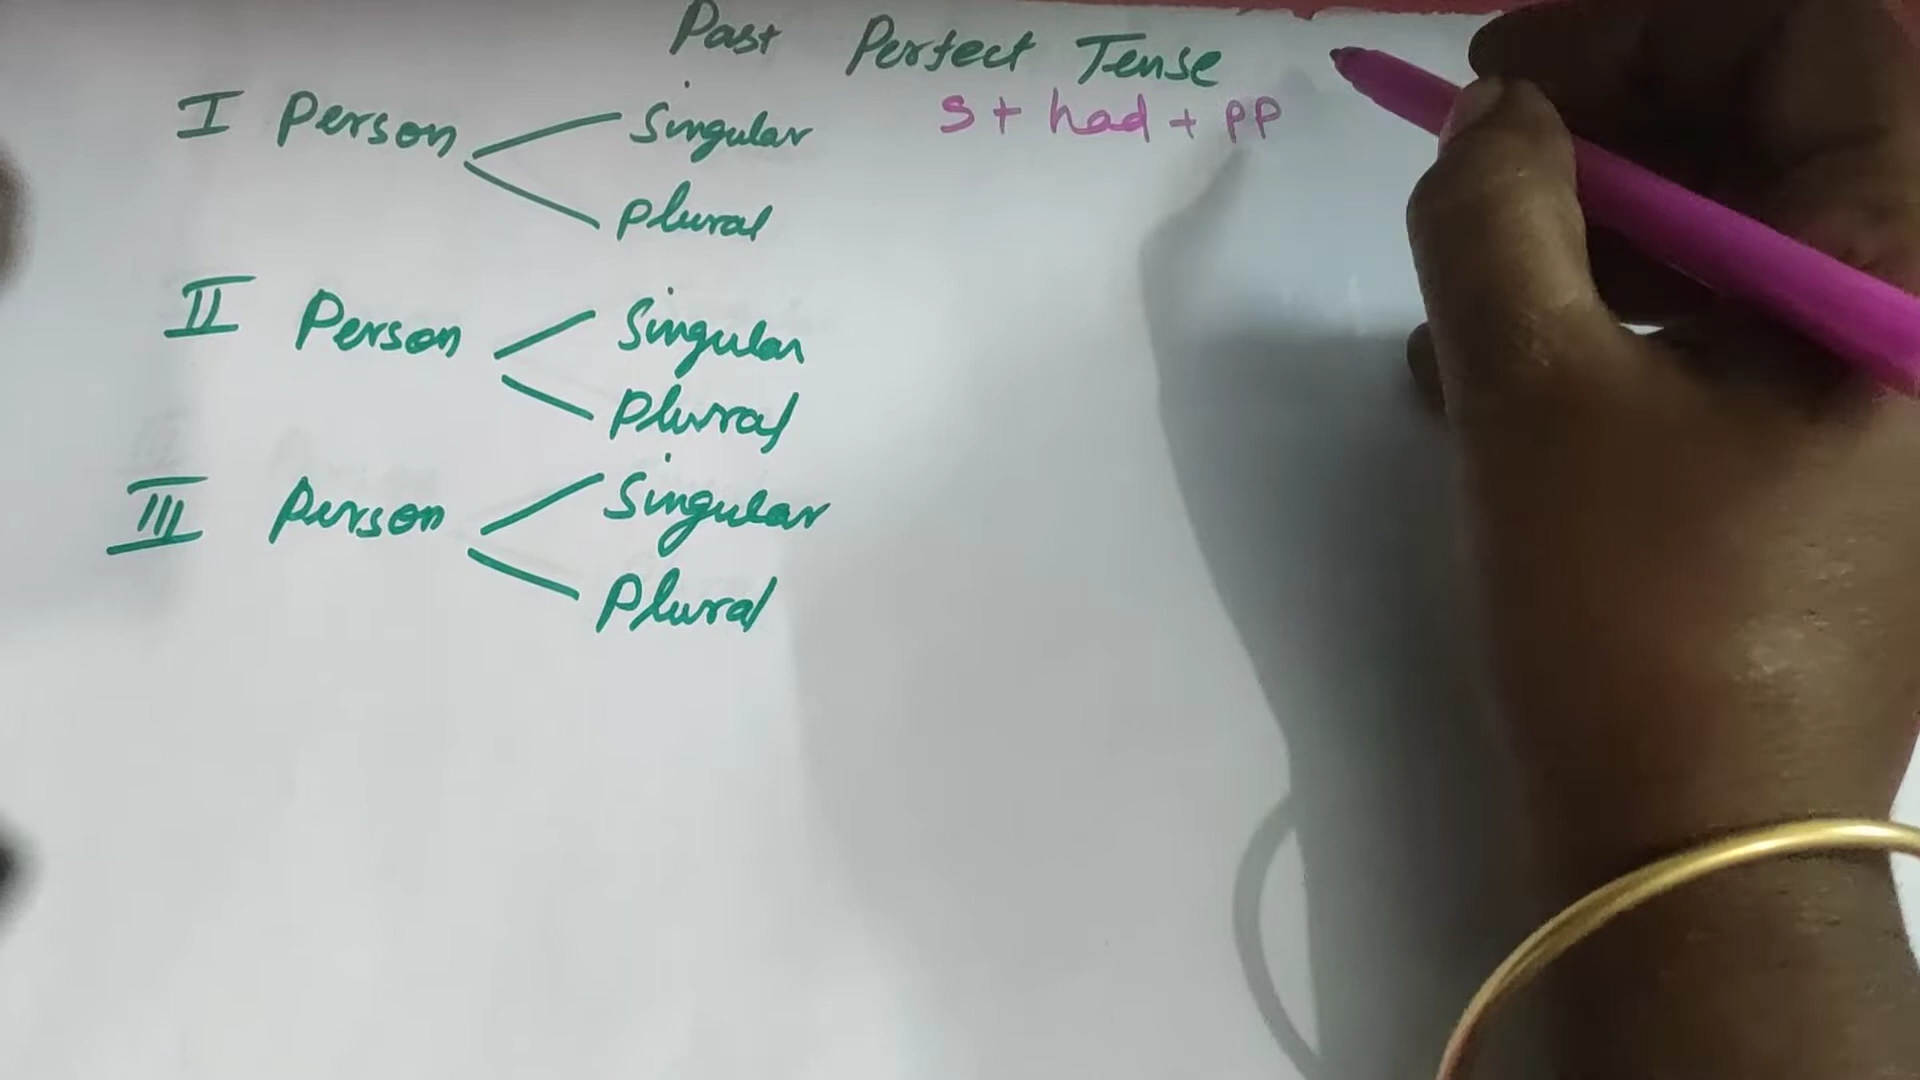 Past Perfect Tense
S + had + PP
I Person Singular
Plural
II Person Singular
Plural
III Person Singular
Plural